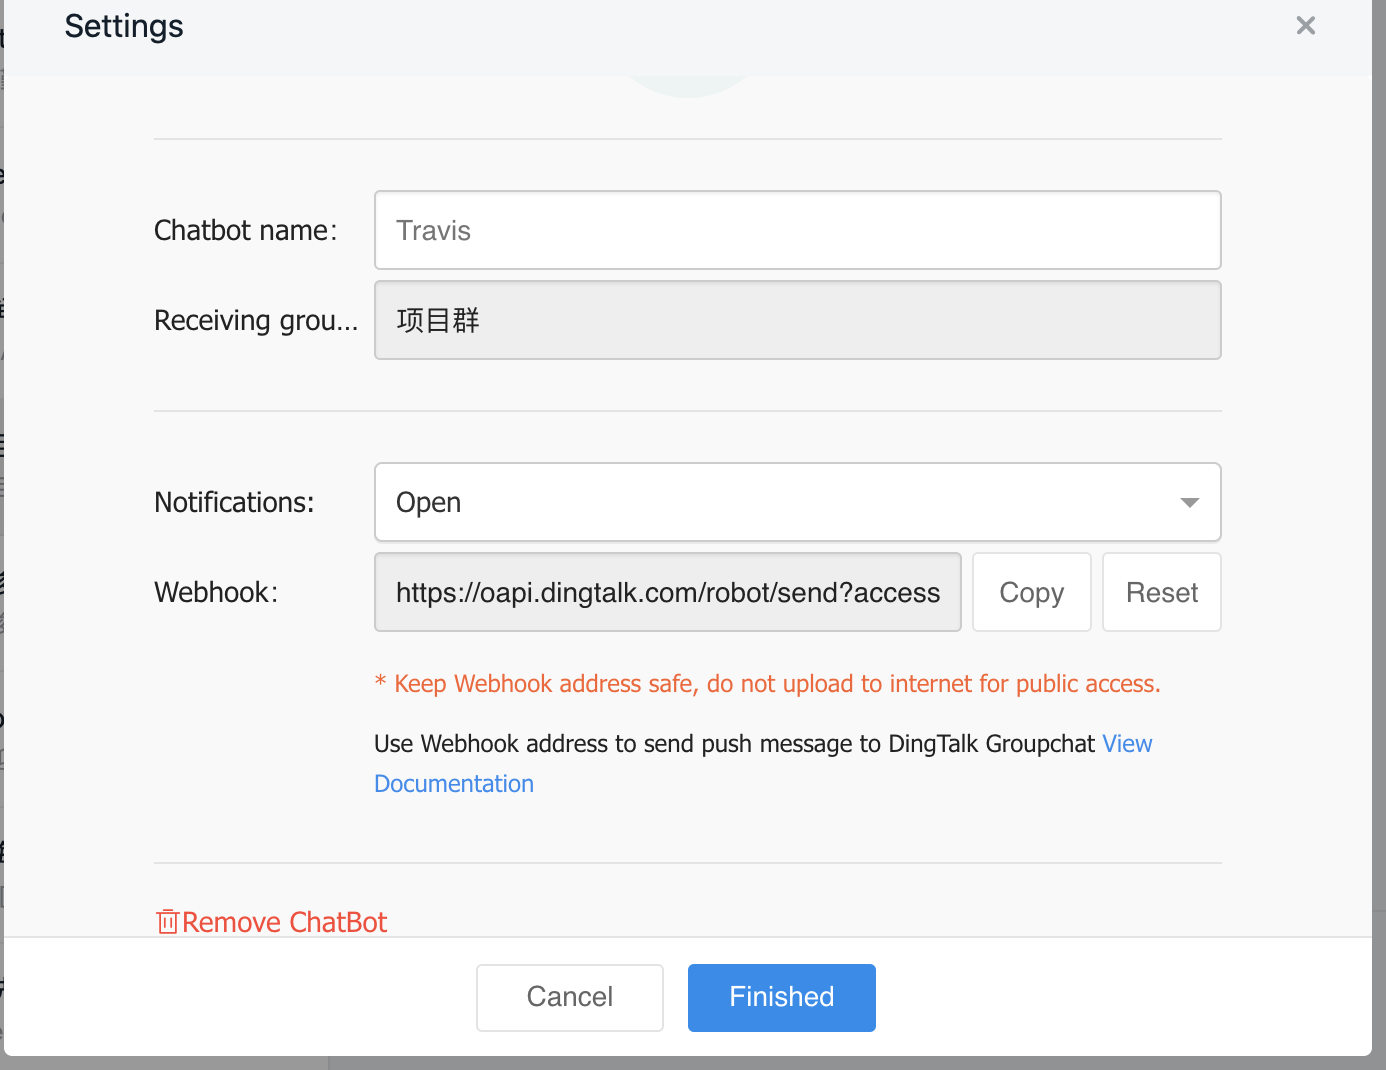 Settings
Chatbot name:
Travis
Receiving grou...
项目群
Notifications:
Open
Webhook:
https://oapi.dingtalk.com/robot/send?access
Copy
Reset
* Keep Webhook address safe, do not upload to internet for public access.
Use Webhook address to send push message to DingTalk Groupchat View
Documentation
Remove ChatBot
Cancel
Finished